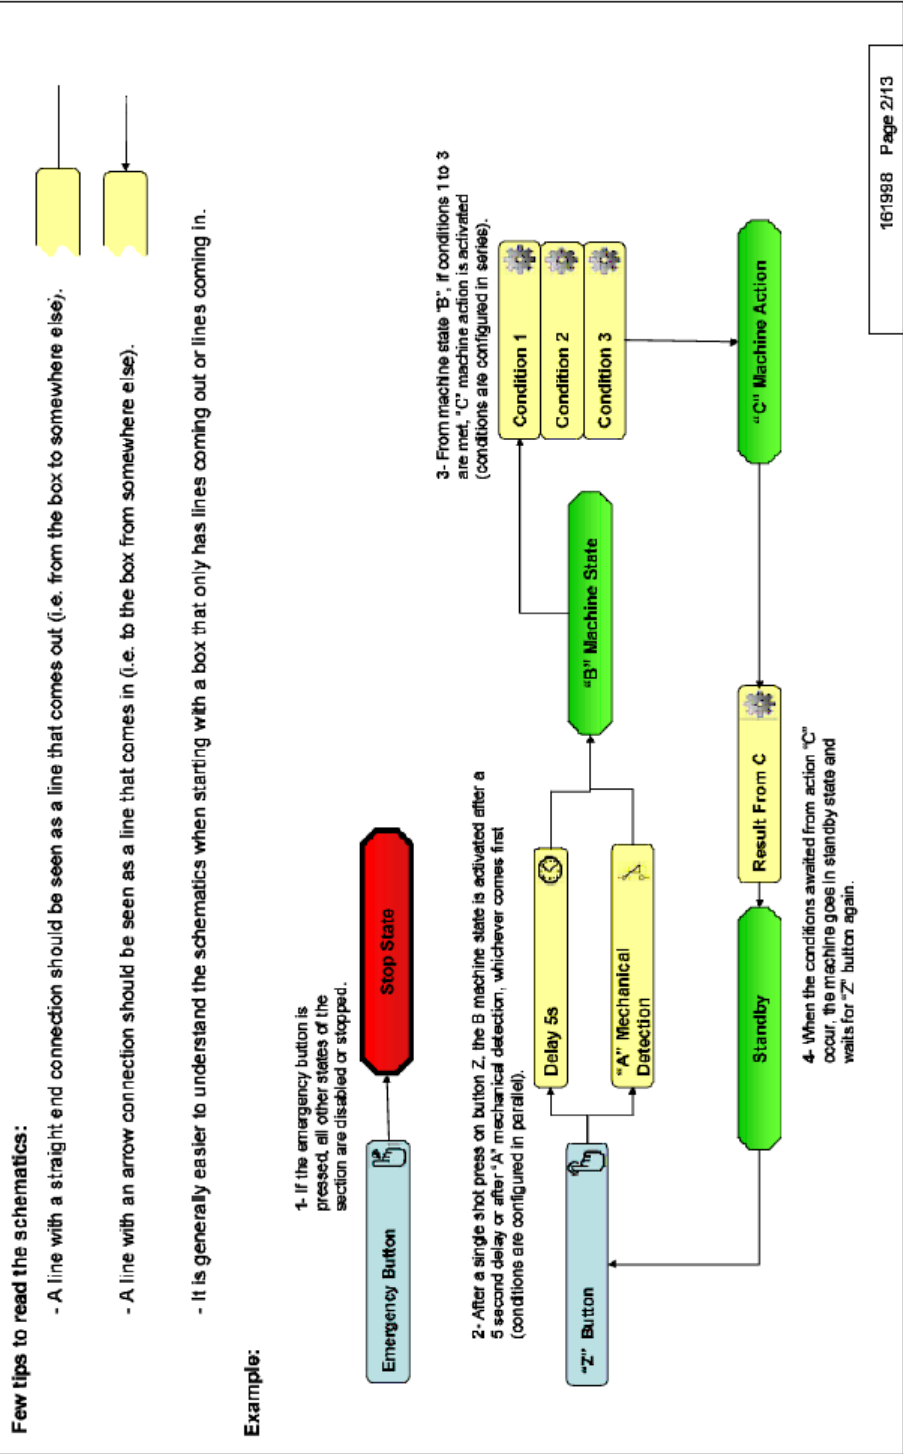 Few tips to read the schematics:
- A line with a straight end connection should be seen as a line that comes out (i.e. from the box to somewhere else).
- A line with an arrow connection should be seen as a line that comes in (i.e. to the box from somewhere else).
- It is generally easier to understand the schematics when starting with a box that only has lines coming out or lines coming in.
Example:
1- If the emergency button is
pressed, all other states of the
section are disabled or stopped.
Emergency Button
Stop State
2- After a single shot press on button Z, the B machine state is activated after a
5 second delay or after "A" mechanical detection, whichever comes first
(conditions are configured in parallel).
"Z" Button
Delay 5s
"A" Mechanical
Detection
"B" Machine State
3- From machine state "B", if conditions 1 to 3
are met, "C" machine action is activated
(conditions are configured in series).
Condition 1
Condition 2
Condition 3
"C" Machine Action
Result From C
Standby
4- When the conditions awaited from action "C"
occur, the machine goes in standby state and
waits for "Z" button again.
161998 Page 2/13